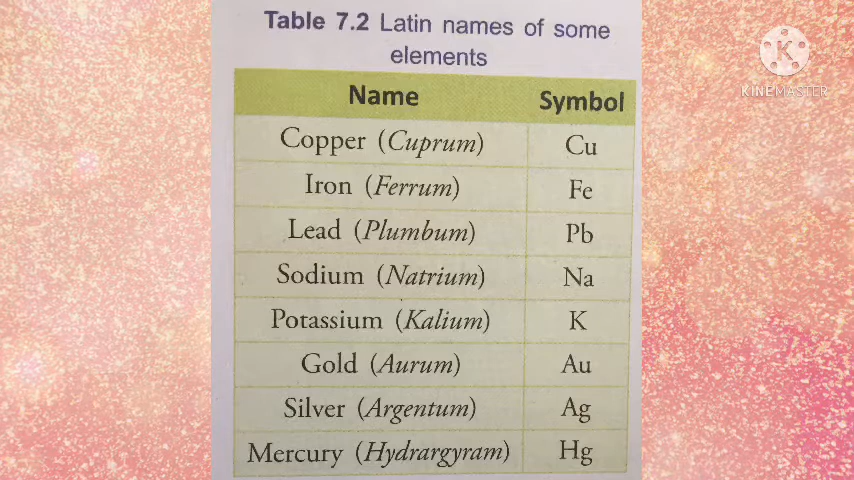 Table 7.2 Latin names of some
elements
Name Symbol
Copper (Cuprum) Cu
Iron (Ferrum) Fe
Lead (Plumbum) Pb
Sodium (Natrium) Na
Potassium (Kalium) K
Gold (Aurum) Au
Silver (Argentum) Ag
Mercury (Hydrargyram) Hg
K
KINEMASTER